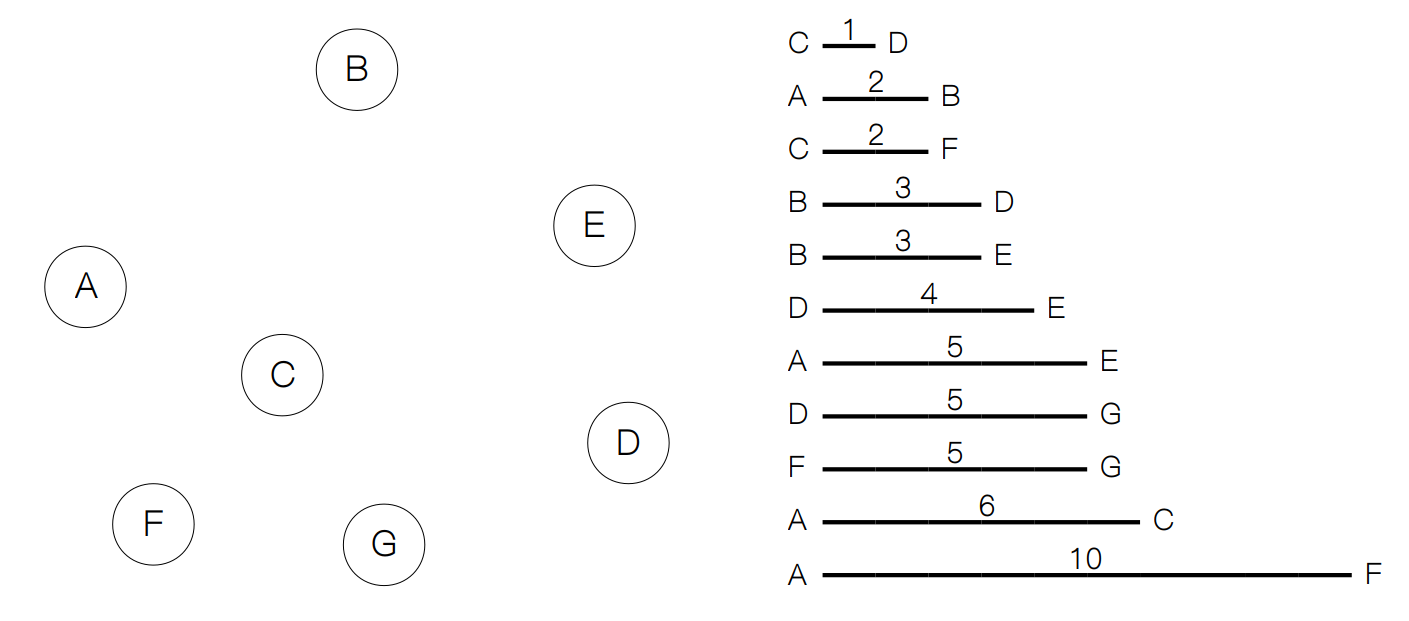 B
E
A
C
D
F
G
C 1 D
A 2 B
C 2 F
B 3 D
B 3 E
D 4 E
A 5 E
D 5 G
F 5 G
A 6 C
A 10 F